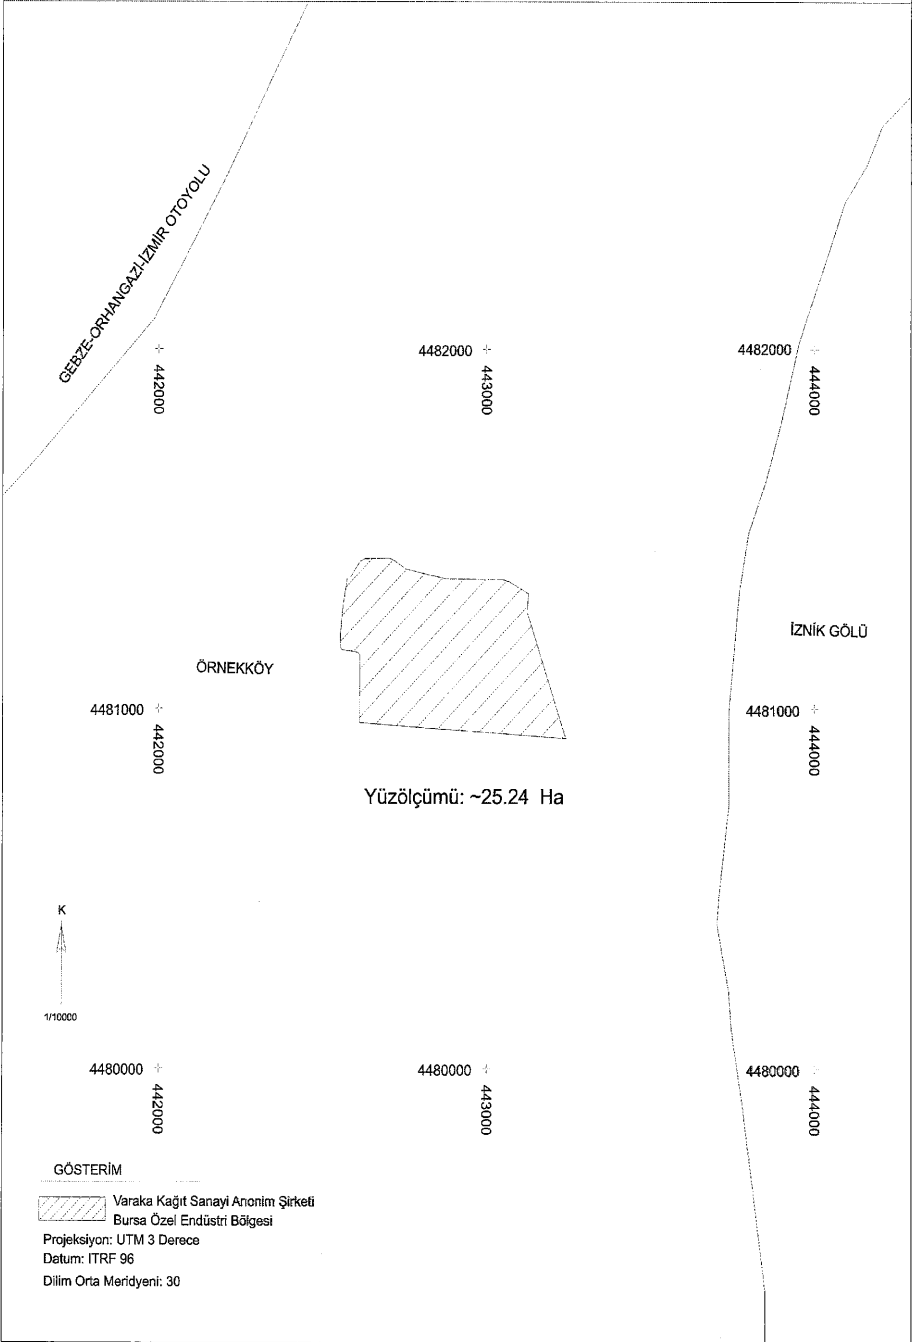 GEBZE-ORHANGAZİ-İZMİR OTOYOLU
442000
4482000
443000
4482000
444000
İZNİK GÖLÜ
ÖRNEKKÖY
4481000
442000
4481000
444000
Yüzölçümü: ~25.24 Ha
K
1/10000
4480000
442000
4480000
443000
4480000
444000
GÖSTERİM
Varaka Kağıt Sanayi Anonim Şirketi
Bursa Özel Endüstri Bölgesi
Projeksiyon: UTM 3 Derece
Datum: ITRF 96
Dilim Orta Meridyeni: 30